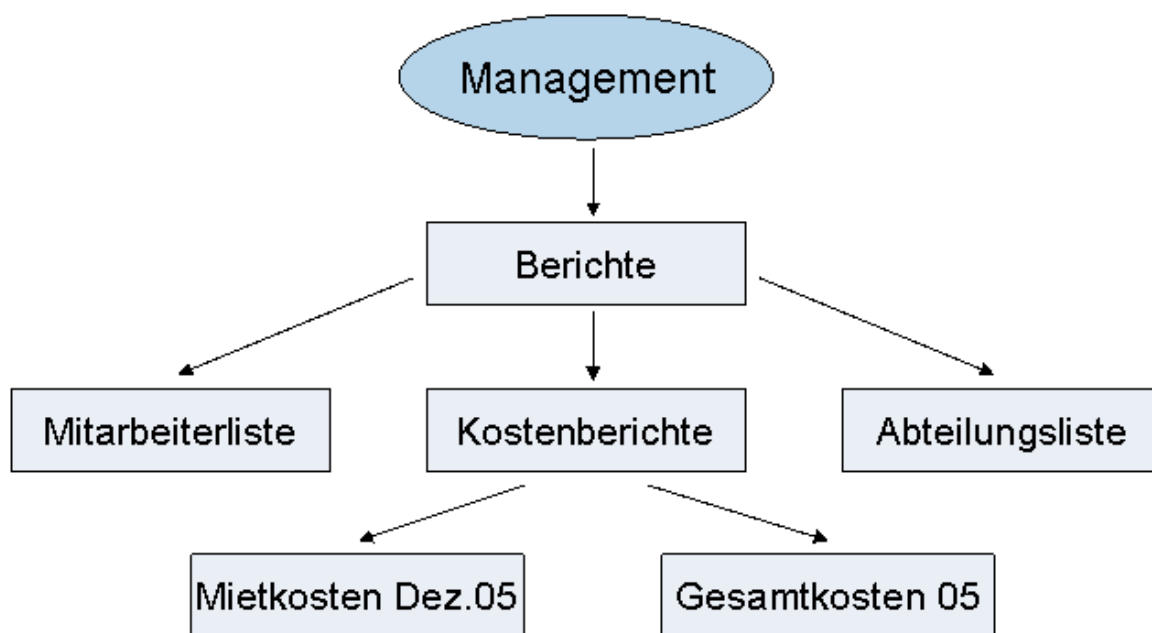 Management
Berichte
Mitarbeiterliste
Kostenberichte
Abteilungsliste
Mietkosten Dez.05
Gesamtkosten 05